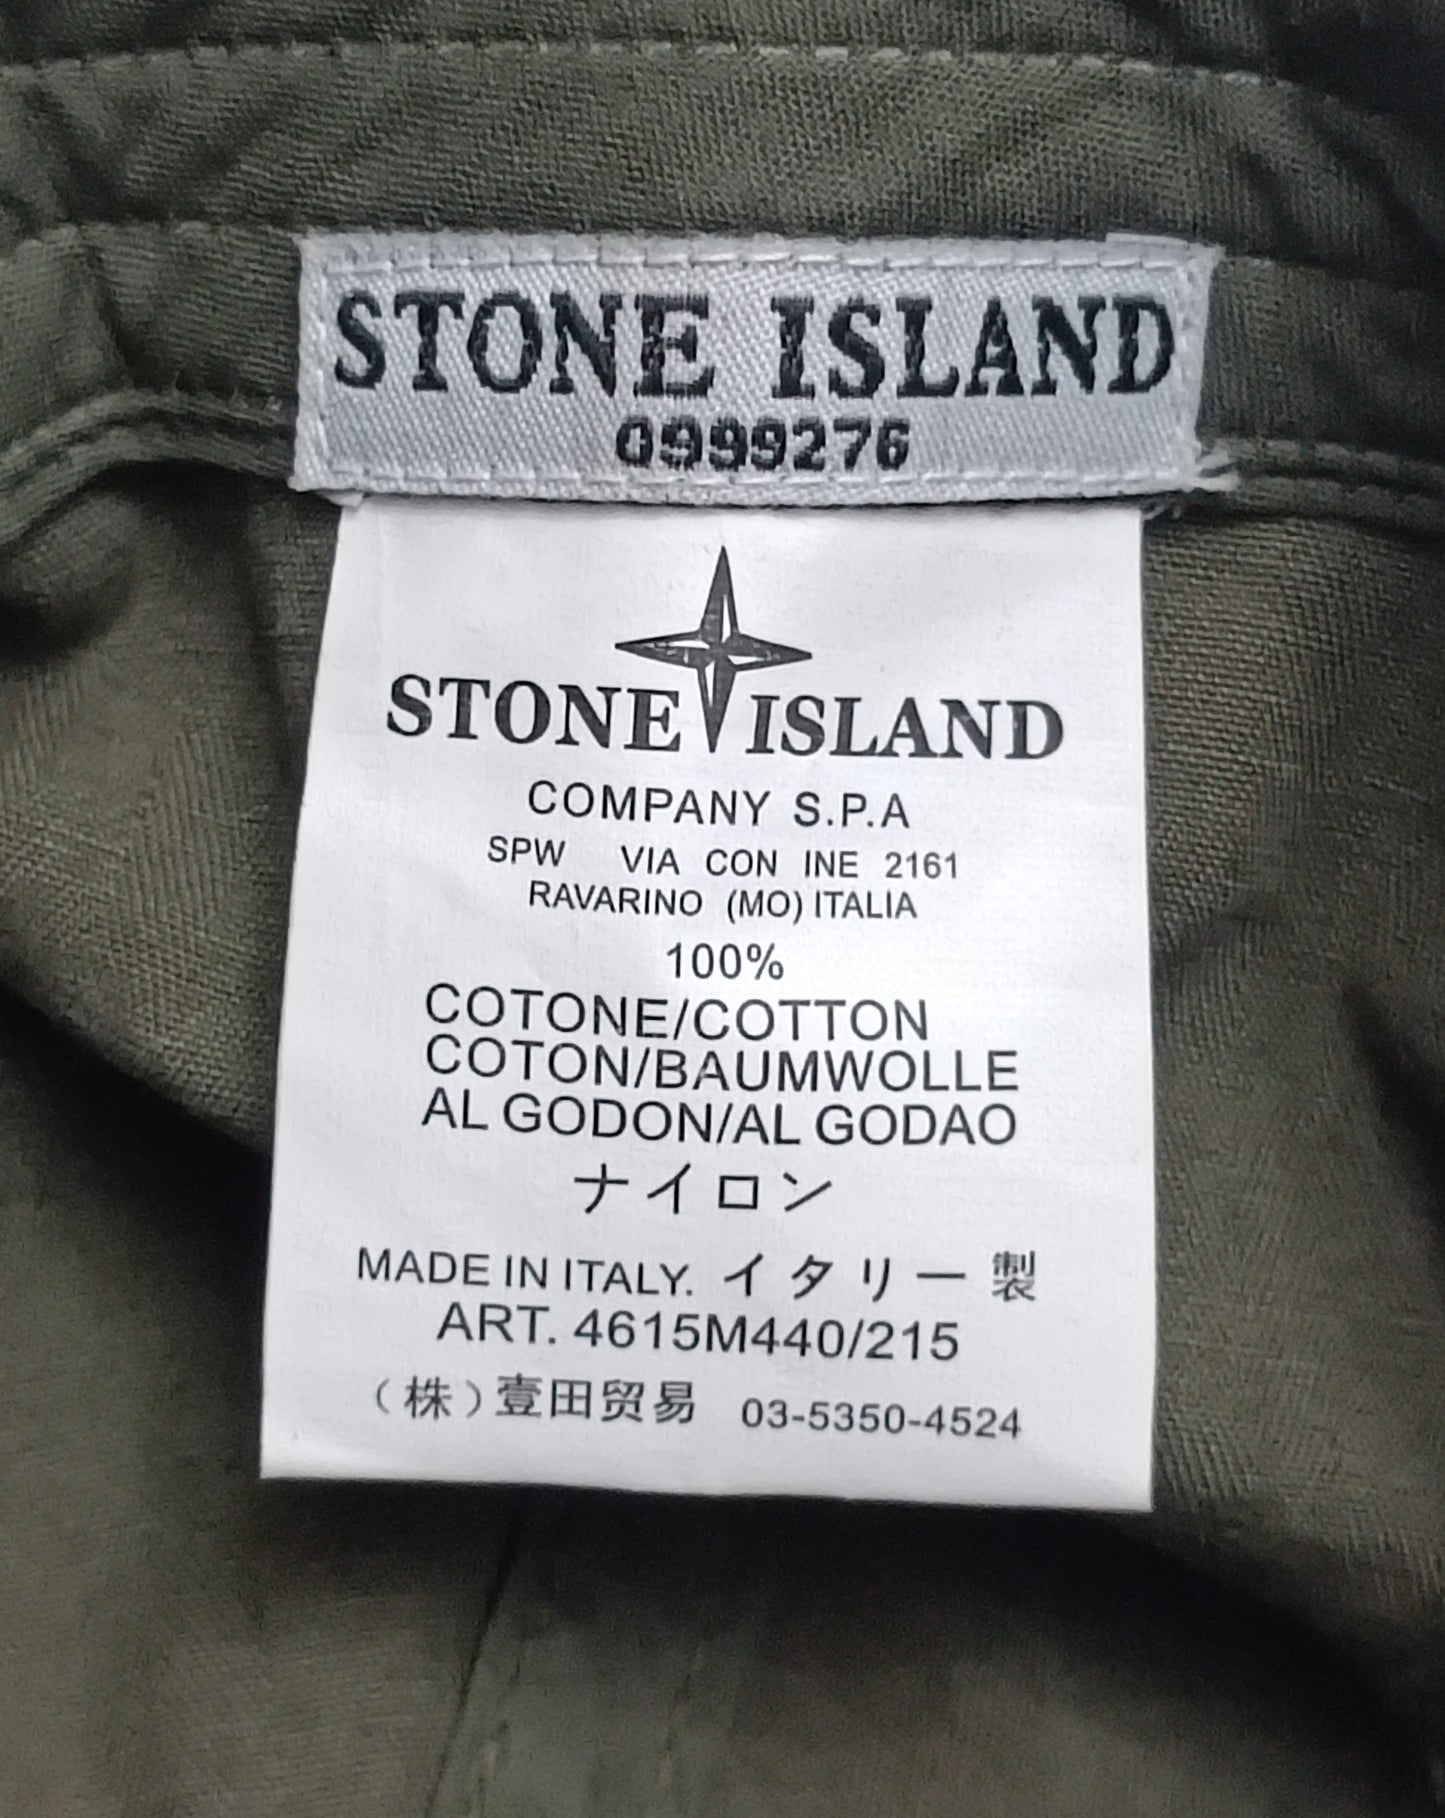 STONE ISLAND
0999276
STONE ISLAND
COMPANY S.P.A
SPW VIA CON INE 2161
RAVARINO (MO) ITALIA
100%
COTONE/COTTON
COTON/BAUMWOLLE
AL GODON/AL GODAO
ナイロン
MADE IN ITALY. イタリー製
ART. 4615M440/215
（株）壹田贸易 03-5350-4524